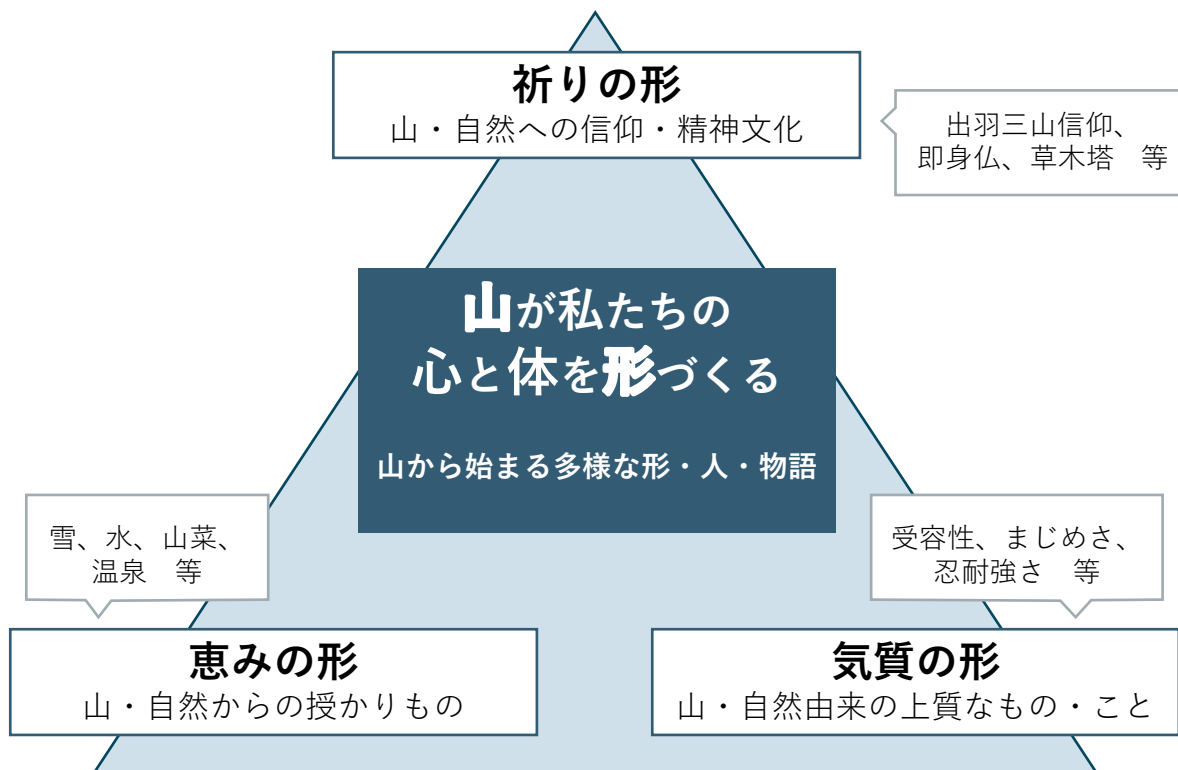 祈りの形
山・自然への信仰・精神文化
出羽三山信仰、
即身仏、草木塔　等
山が私たちの
心と体を形づくる
山から始まる多様な形・人・物語
雪、水、山菜、
温泉　等
受容性、まじめさ、
忍耐強さ　等
恵みの形
山・自然からの授かりもの
気質の形
山・自然由来の上質なもの・こと